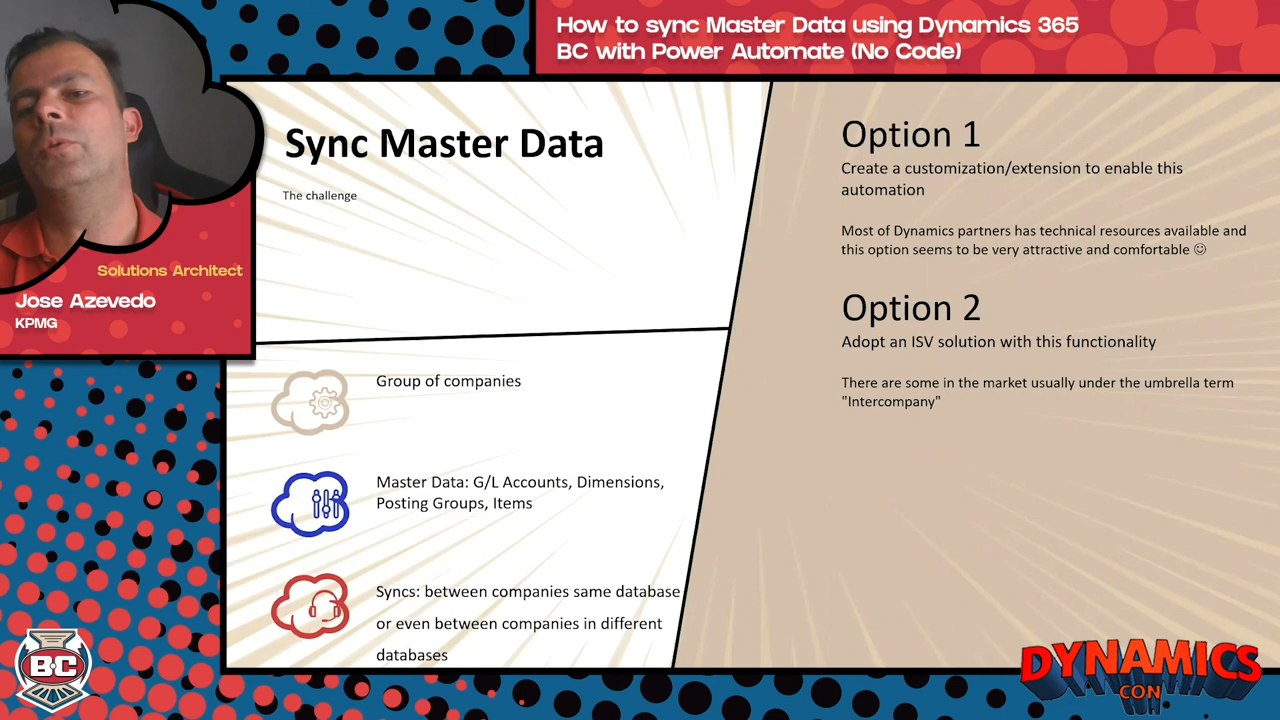 How to sync Master Data using Dynamics 365
BC with Power Automate (No Code)
Solutions Architect
Jose Azevedo
KPMG
Sync Master Data
The challenge
Group of companies
Master Data: G/L Accounts, Dimensions,
Posting Groups, Items
Syncs: between companies same database
or even between companies in different
databases
Option 1
Create a customization/extension to enable this
automation
Most of Dynamics partners has technical resources available and
this option seems to be very attractive and comfortable ☺
Option 2
Adopt an ISV solution with this functionality
There are some in the market usually under the umbrella term
"Intercompany"
BC
DYNAMICS
CON